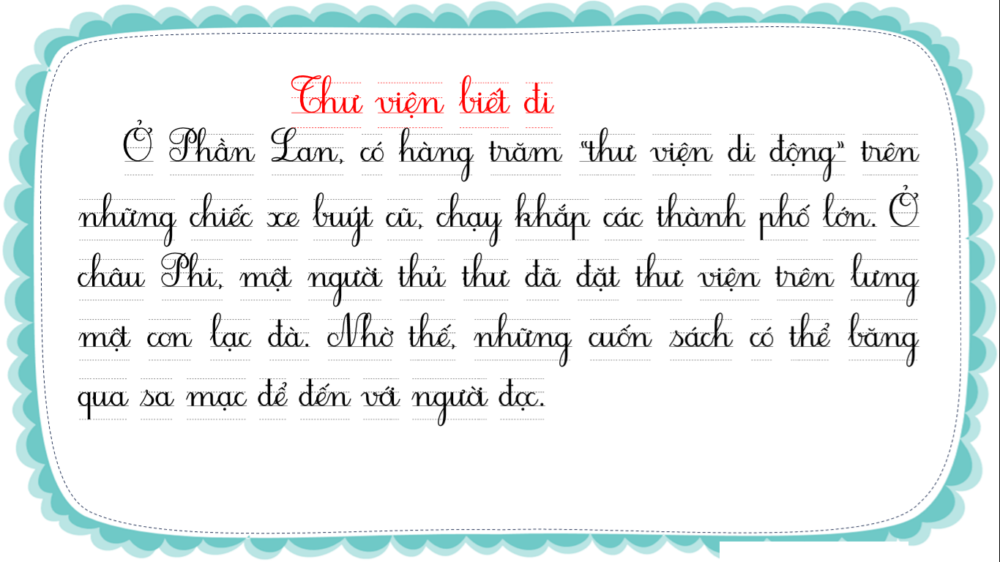 Thư viện biết đi
Ở Phần Lan, có hàng trăm "thư viện di động" trên
những chiếc xe buýt cũ, chạy khắp các thành phố lớn. Ở
châu Phi, một người thủ thư đã đặt thư viện trên lưng
một con lạc đà. Nhờ thế, những cuốn sách có thể băng
qua sa mạc để đến với người đọc.